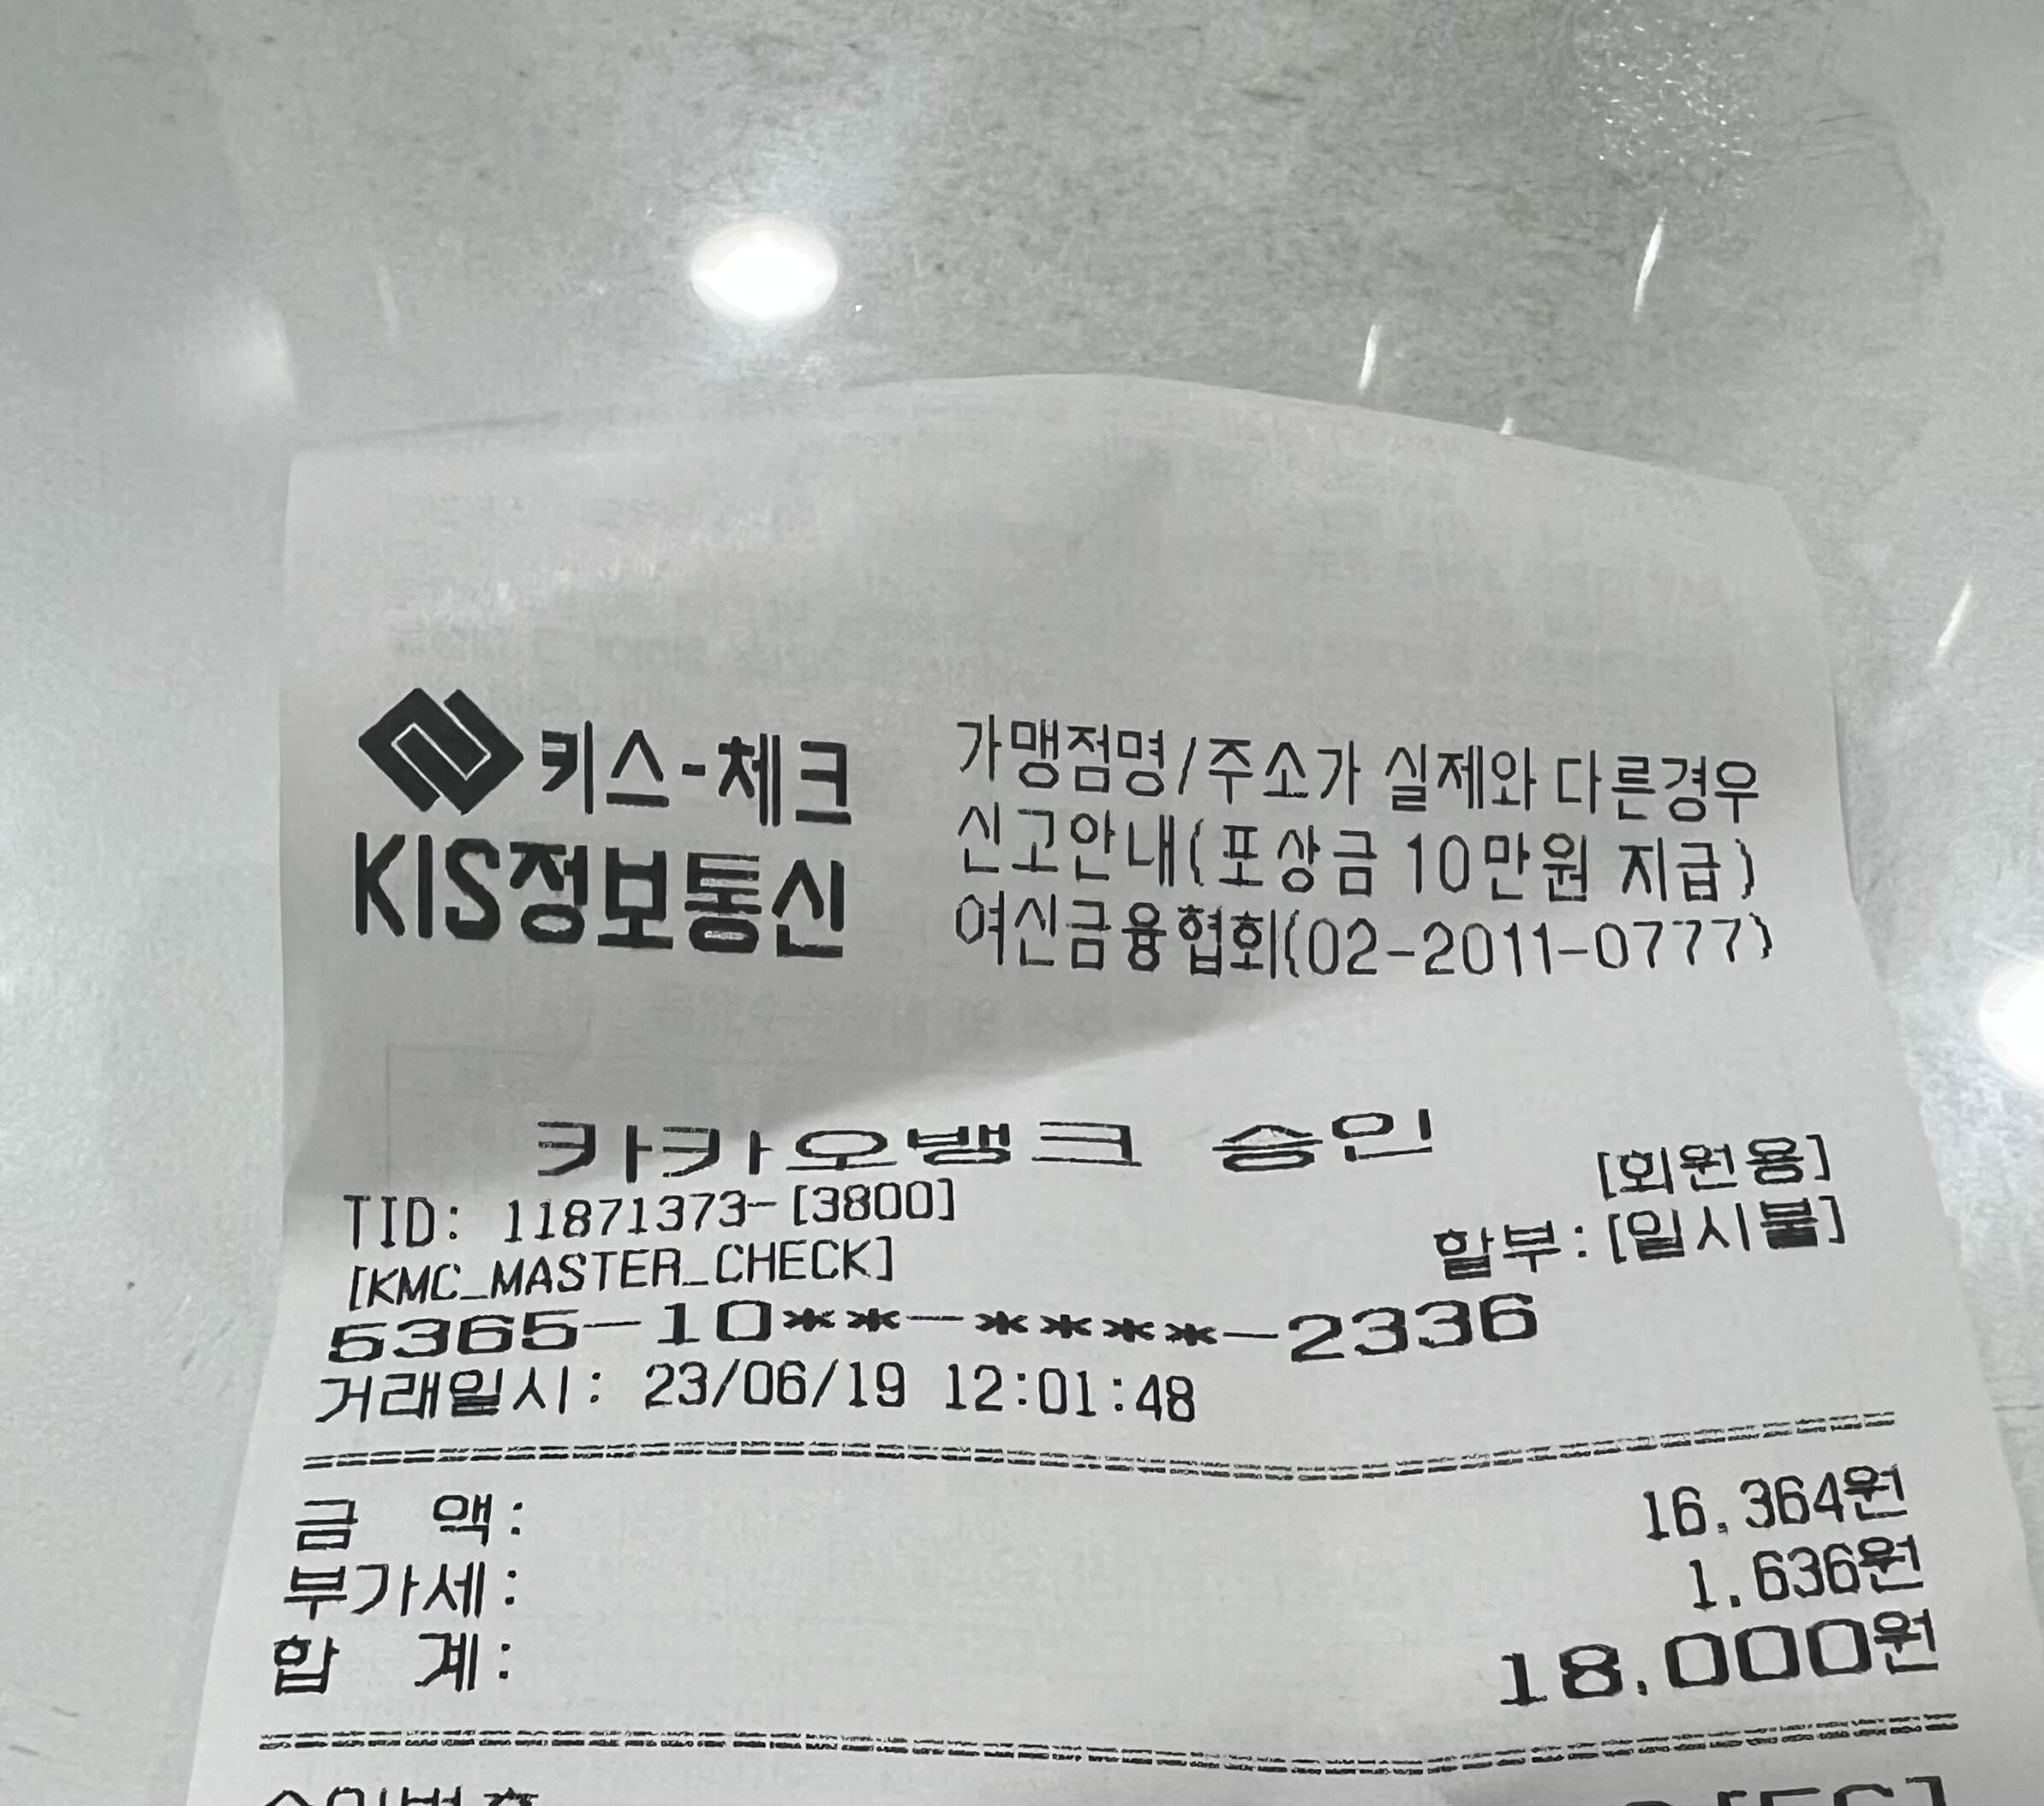 키스-체크
KIS정보통신
가맹점명/주소가 실제와 다른경우
신고안내(포상금 10만원 지급)
여신금융협회(02-2011-0777)
카카오뱅크 승인
[회원용]
TID: 11871373-[3800]
할부:[일시불]
[KMC_MASTER_CHECK]
5365-10**-****-2336
거래일시: 23/06/19 12:01:48
금 액: 16,364원
부가세: 1,636원
합 계: 18,000원